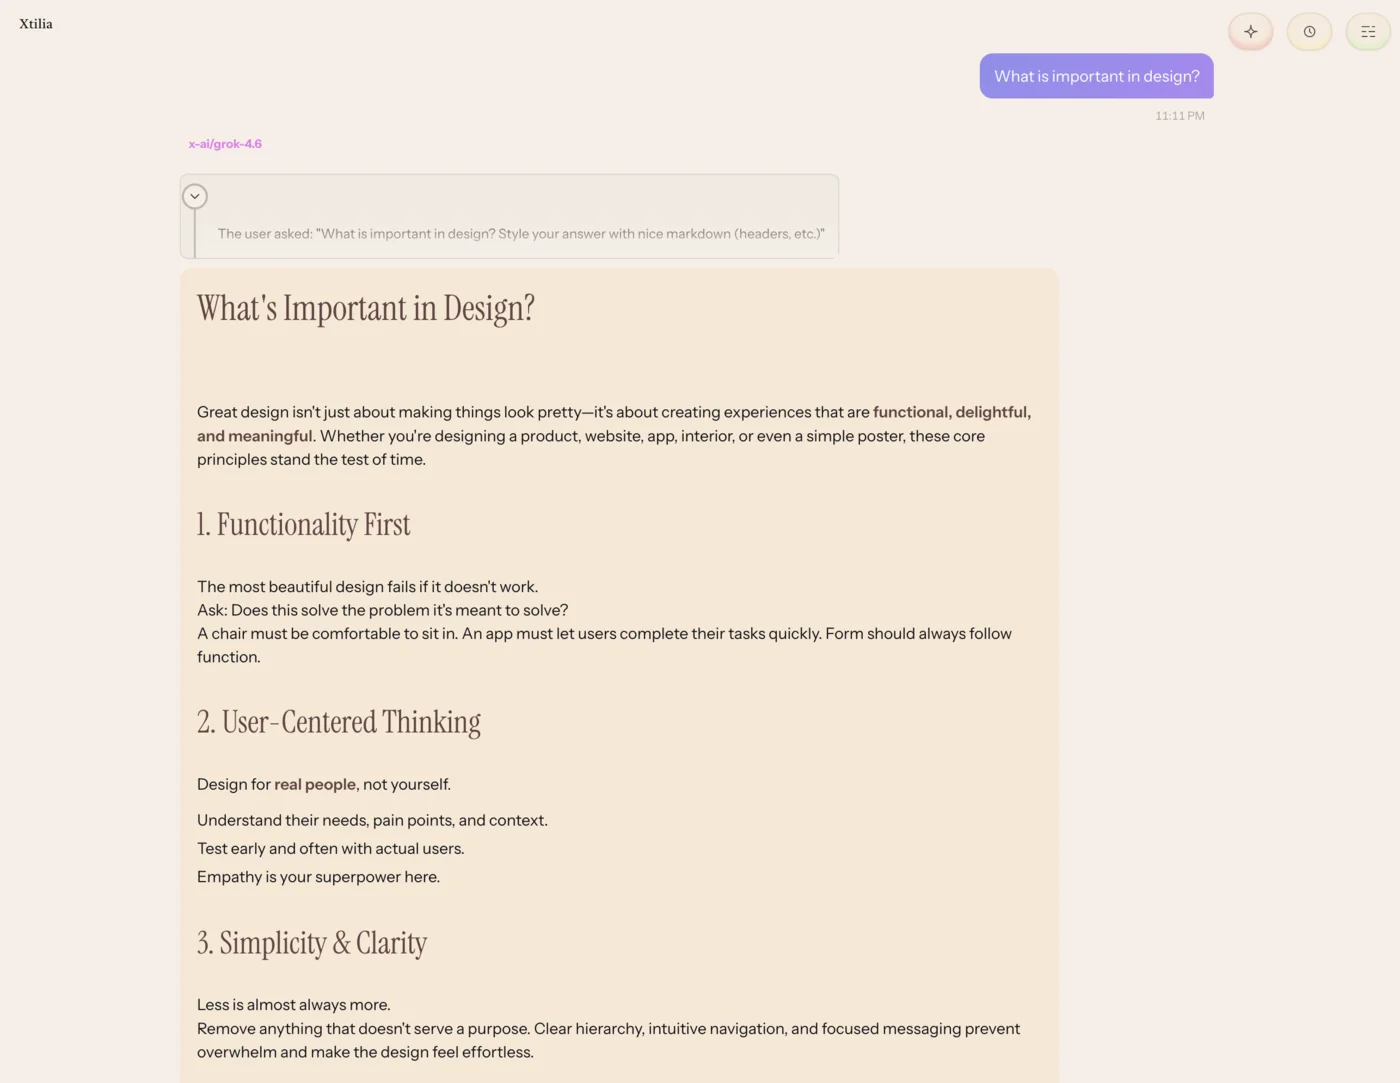 Xtilia
What is important in design?
11:11 PM
x-ai/grok-4.6
The user asked: "What is important in design? Style your answer with nice markdown (headers, etc.)"
What's Important in Design?
Great design isn't just about making things look pretty—it's about creating experiences that are functional, delightful,
and meaningful. Whether you're designing a product, website, app, interior, or even a simple poster, these core
principles stand the test of time.
1. Functionality First
The most beautiful design fails if it doesn't work.
Ask: Does this solve the problem it's meant to solve?
A chair must be comfortable to sit in. An app must let users complete their tasks quickly. Form should always follow
function.
2. User-Centered Thinking
Design for real people, not yourself.
Understand their needs, pain points, and context.
Test early and often with actual users.
Empathy is your superpower here.
3. Simplicity & Clarity
Less is almost always more.
Remove anything that doesn't serve a purpose. Clear hierarchy, intuitive navigation, and focused messaging prevent
overwhelm and make the design feel effortless.